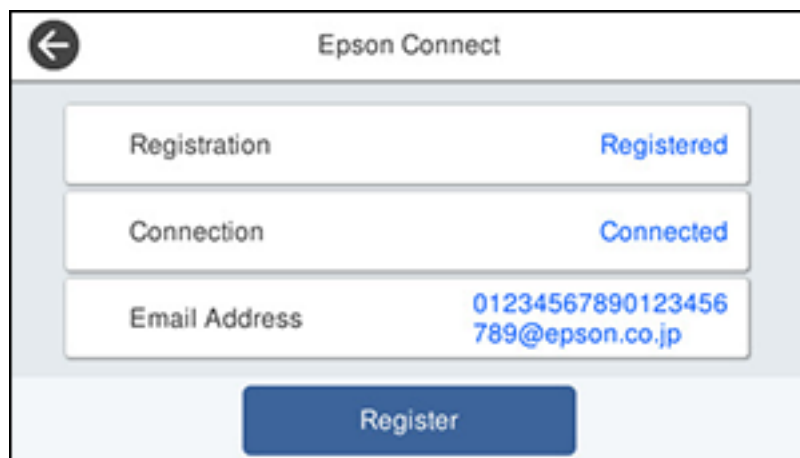 Epson Connect
Registration Registered
Connection Connected
Email Address 01234567890123456
789@epson.co.jp
Register